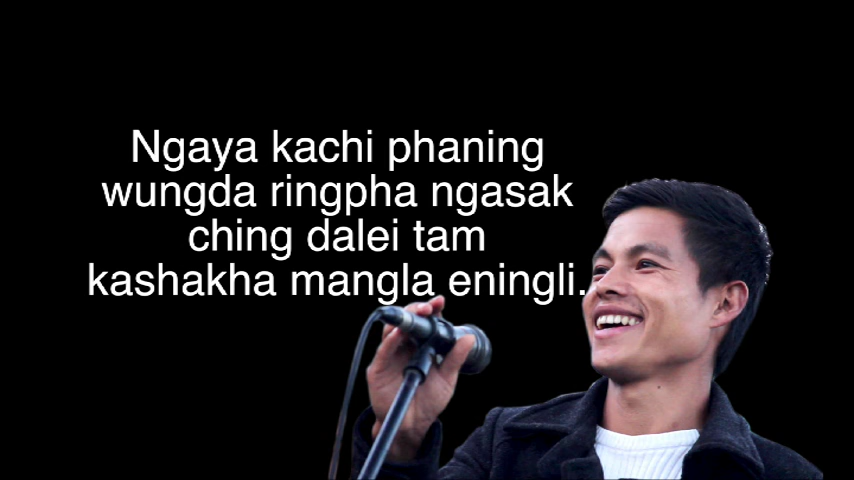 Ngaya kachi phaning
wungda ringpha ngasak
ching dalei tam
kashakha mangla eningli.